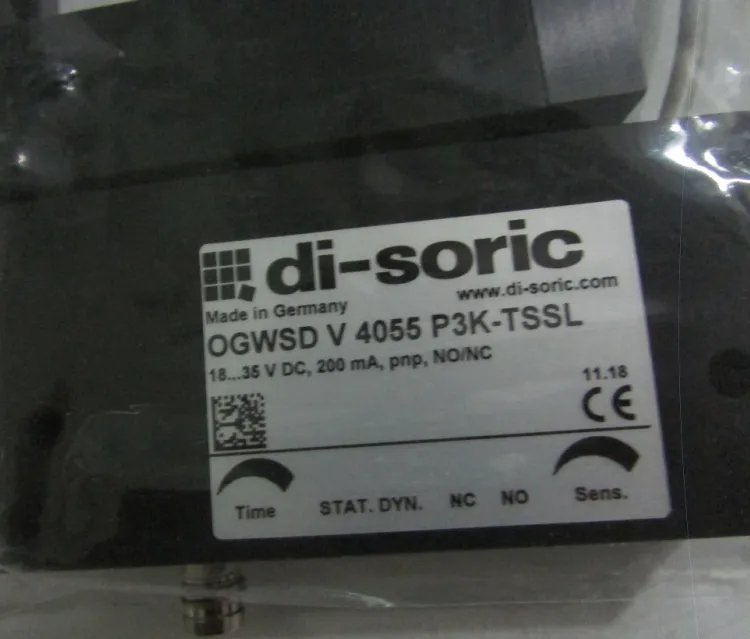 di-soric
www.di-soric.com
Made in Germany
OGWSD V 4055 P3K-TSSL
18...35 V DC, 200 mA, pnp, NO/NC
11.18
CE
Time STAT. DYN. NC NO Sens.